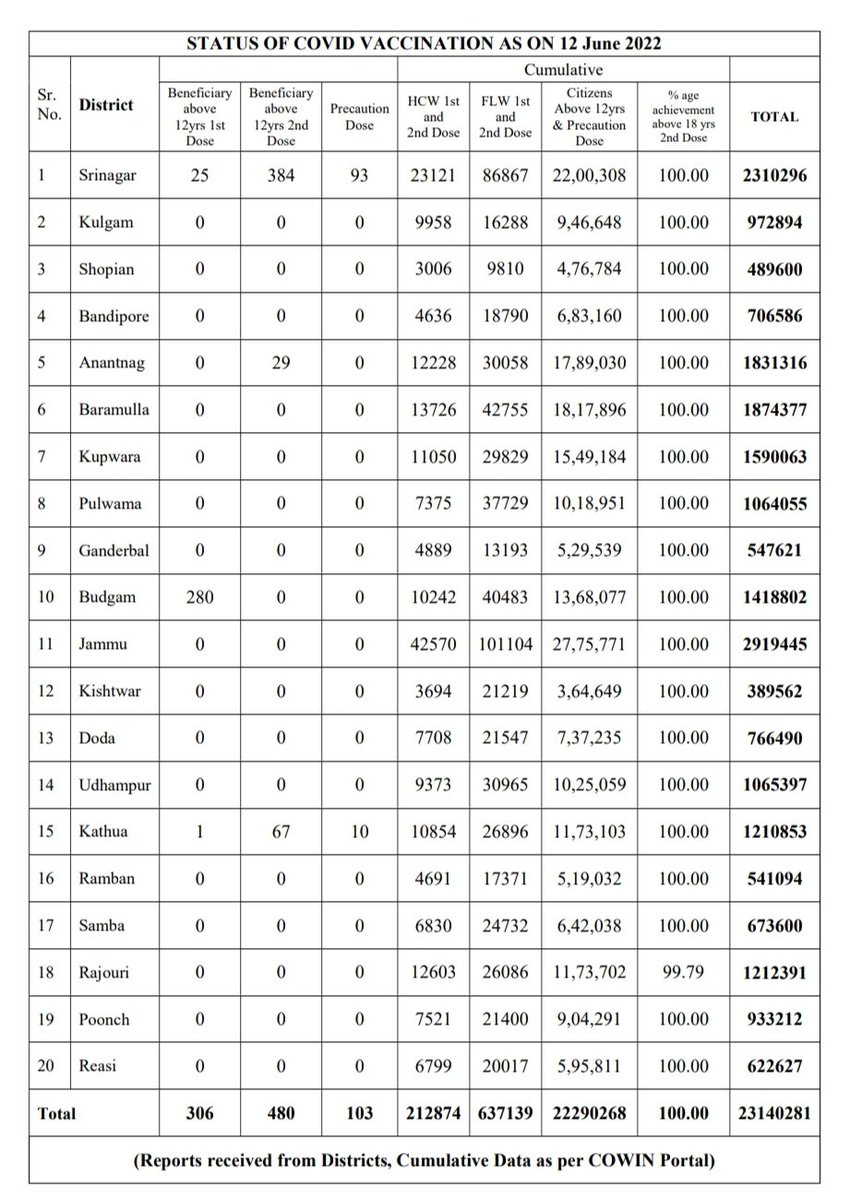 STATUS OF COVID VACCINATION AS ON 12 June 2022
Sr. No. District Beneficiary above 12yrs 1st Dose Beneficiary above 12yrs 2nd Dose Precaution Dose Cumulative HCW 1st and 2nd Dose FLW 1st and 2nd Dose Citizens Above 12yrs & Precaution Dose % age achievement above 18 yrs 2nd Dose TOTAL
1 Srinagar 25 384 93 23121 86867 22,00,308 100.00 2310296
2 Kulgam 0 0 0 9958 16288 9,46,648 100.00 972894
3 Shopian 0 0 0 3006 9810 4,76,784 100.00 489600
4 Bandipore 0 0 0 4636 18790 6,83,160 100.00 706586
5 Anantnag 0 29 0 12228 30058 17,89,030 100.00 1831316
6 Baramulla 0 0 0 13726 42755 18,17,896 100.00 1874377
7 Kupwara 0 0 0 11050 29829 15,49,184 100.00 1590063
8 Pulwama 0 0 0 7375 37729 10,18,951 100.00 1064055
9 Ganderbal 0 0 0 4889 13193 5,29,539 100.00 547621
10 Budgam 280 0 0 10242 40483 13,68,077 100.00 1418802
11 Jammu 0 0 0 42570 101104 27,75,771 100.00 2919445
12 Kishtwar 0 0 0 3694 21219 3,64,649 100.00 389562
13 Doda 0 0 0 7708 21547 7,37,235 100.00 766490
14 Udhampur 0 0 0 9373 30965 10,25,059 100.00 1065397
15 Kathua 1 67 10 10854 26896 11,73,103 100.00 1210853
16 Ramban 0 0 0 4691 17371 5,19,032 100.00 541094
17 Samba 0 0 0 6830 24732 6,42,038 100.00 673600
18 Rajouri 0 0 0 12603 26086 11,73,702 99.79 1212391
19 Poonch 0 0 0 7521 21400 9,04,291 100.00 933212
20 Reasi 0 0 0 6799 20017 5,95,811 100.00 622627
Total 306 480 103 212874 637139 22290268 100.00 23140281
(Reports received from Districts, Cumulative Data as per COWIN Portal)